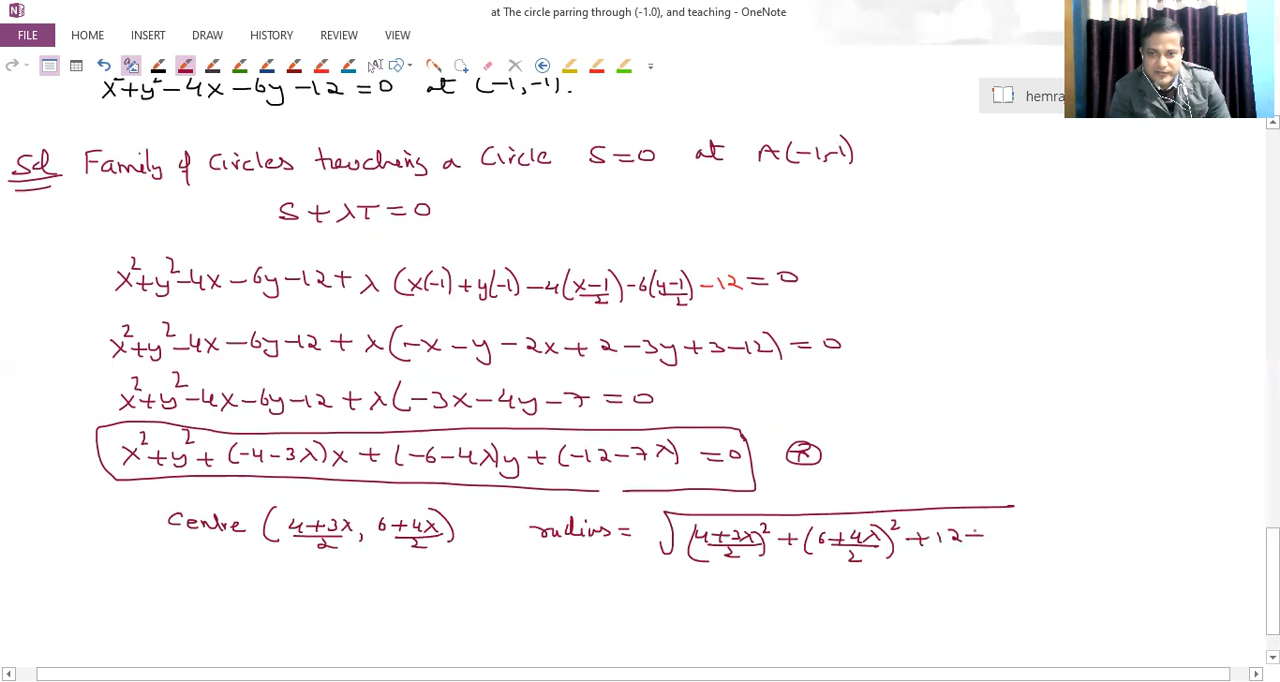 at The circle parring through (-1.0), and teaching - OneNote
FILE HOME INSERT DRAW HISTORY REVIEW VIEW
x²+y²-4x-6y-12=0 at (-1,-1).
hemra
Sol Family of Circles touching a Circle S=0 at A(-1,-1)
S+λT=0
x²+y²-4x-6y-12+λ(x(-1)+y(-1)-4(x-1/2)-6(y-1/2)-12=0
x²+y²-4x-6y-12+λ(-x-y-2x+2-3y+3-12)=0
x²+y²-4x-6y-12+λ(-3x-4y-7=0
x²+y²+(-4-3λ)x+(-6-4λ)y+(-12-7λ)=0 *
Centre (4+3λ/2, 6+4λ/2) radius=√(4+3λ/2)²+(6+4λ/2)²+12+